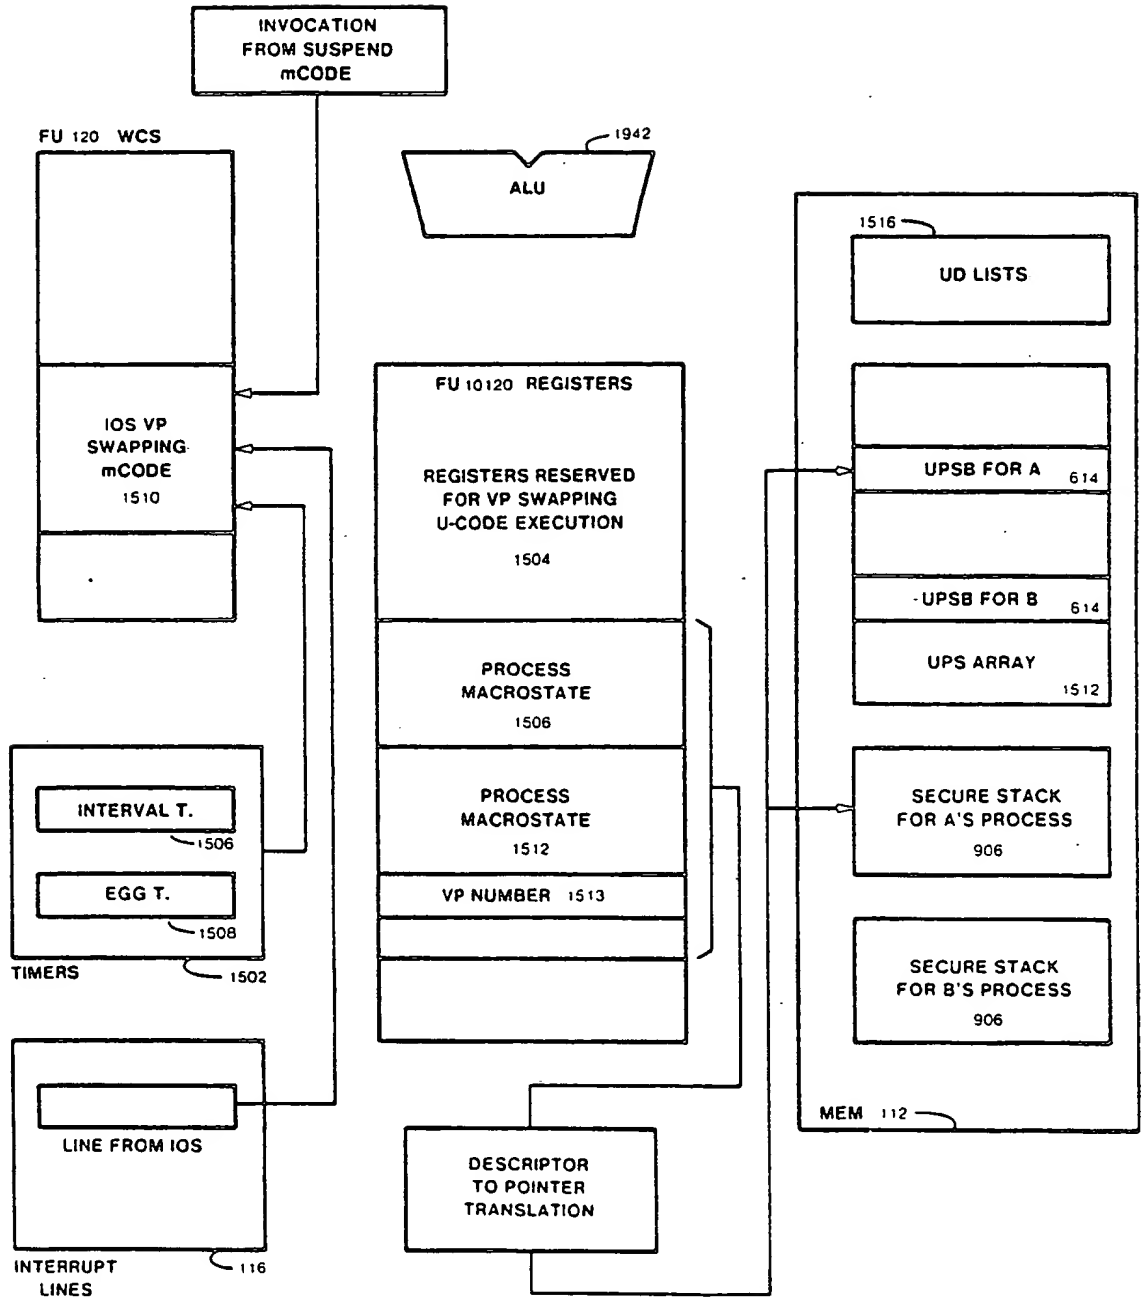 INVOCATION
FROM SUSPEND
mCODE
FU 120 WCS
IOS VP
SWAPPING
mCODE
1510
1942
ALU
FU 10120 REGISTERS
REGISTERS RESERVED
FOR VP SWAPPING
U-CODE EXECUTION
1504
PROCESS
MACROSTATE
1506
PROCESS
MACROSTATE
1512
VP NUMBER 1513
INTERVAL T.
1506
EGG T.
1508
TIMERS
1502
LINE FROM IOS
INTERRUPT
LINES
116
DESCRIPTOR
TO POINTER
TRANSLATION
1516
UD LISTS
UPSB FOR A 614
UPSB FOR B 614
UPS ARRAY
1512
SECURE STACK
FOR A'S PROCESS
906
SECURE STACK
FOR B'S PROCESS
906
MEM 112